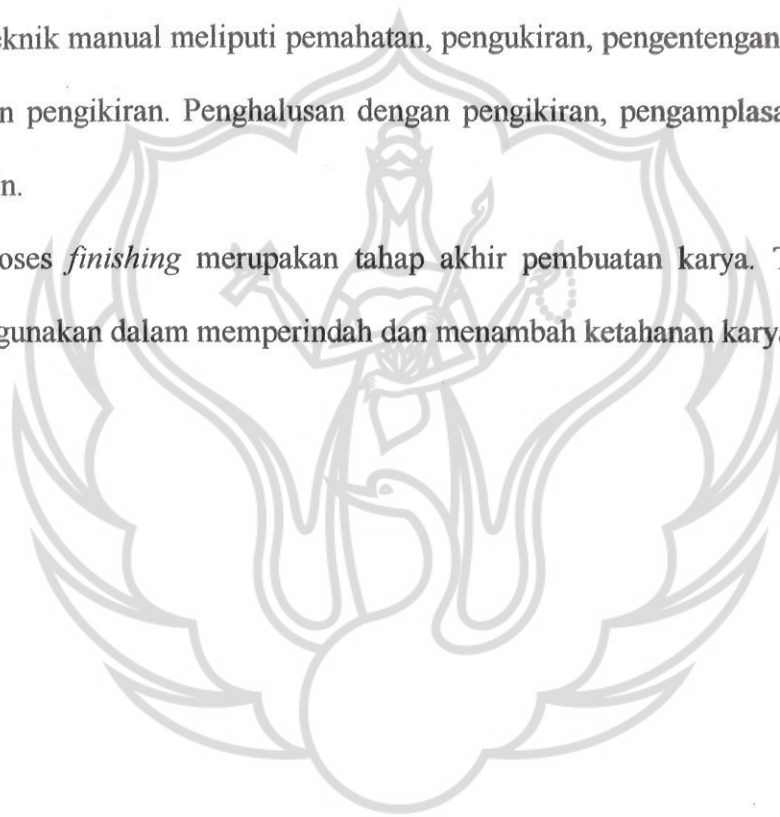 eknik manual meliputi pemahatan, pengukiran, pengentengan
n pengikiran. Penghalusan dengan pengikiran, pengamplasa
n.
oses finishing merupakan tahap akhir pembuatan karya. T
gunakan dalam memperindah dan menambah ketahanan karya